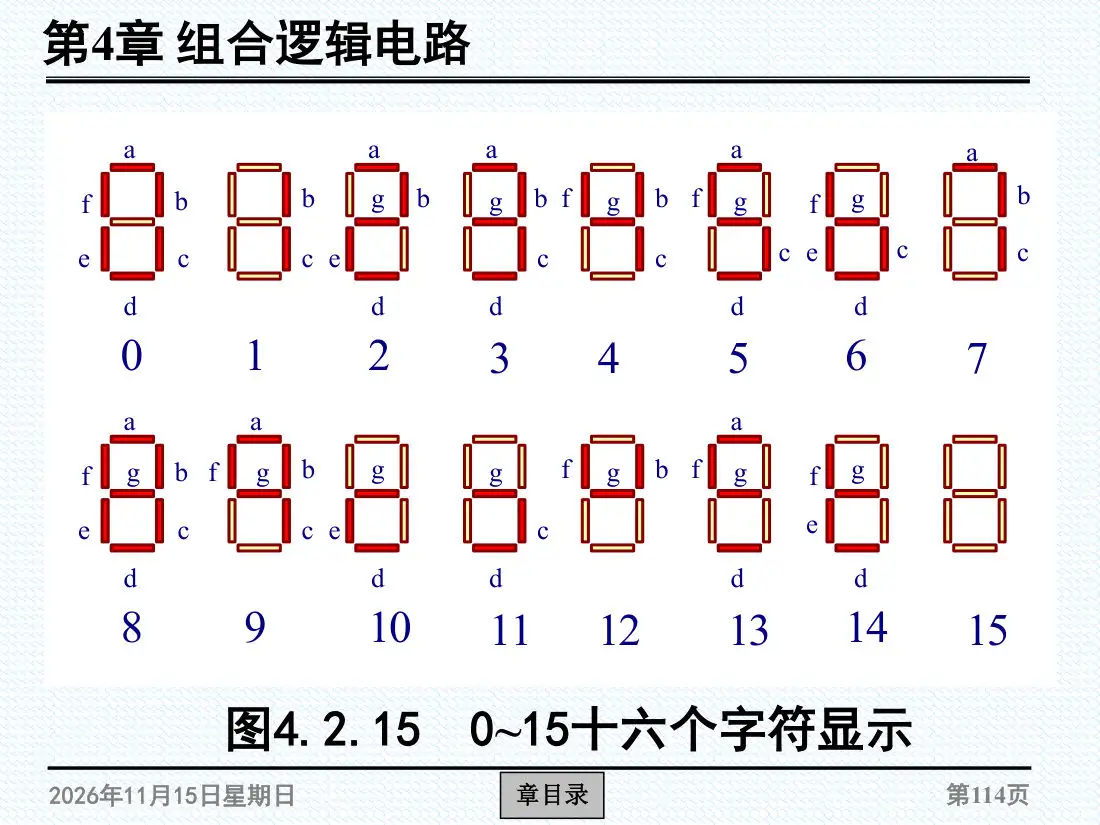 第4章 组合逻辑电路
a a a a a
f b b g b g b f g b f g f g b
e c c e c c c e c c
d d d d d
0 1 2 3 4 5 6 7
a a a
f g b f g b g g f g b f g f g
e c c e c e
d d d d d
8 9 10 11 12 13 14 15
图4.2.15 0~15十六个字符显示
2026年11月15日星期日 章目录 第114页